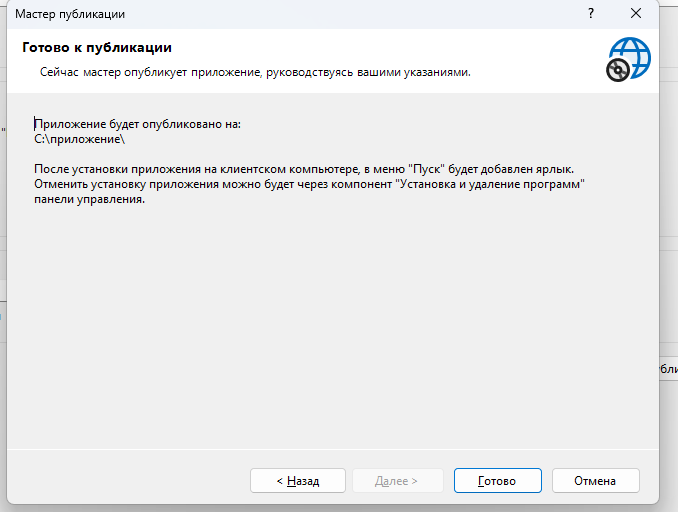 Мастер публикации
?
Готово к публикации
Сейчас мастер опубликует приложение, руководствуясь вашими указаниями.
Приложение будет опубликовано на:
C:\приложение\
После установки приложения на клиентском компьютере, в меню "Пуск" будет добавлен ярлык.
Отменить установку приложения можно будет через компонент "Установка и удаление программ"
панели управления.
< Назад
Далее >
Готово
Отмена